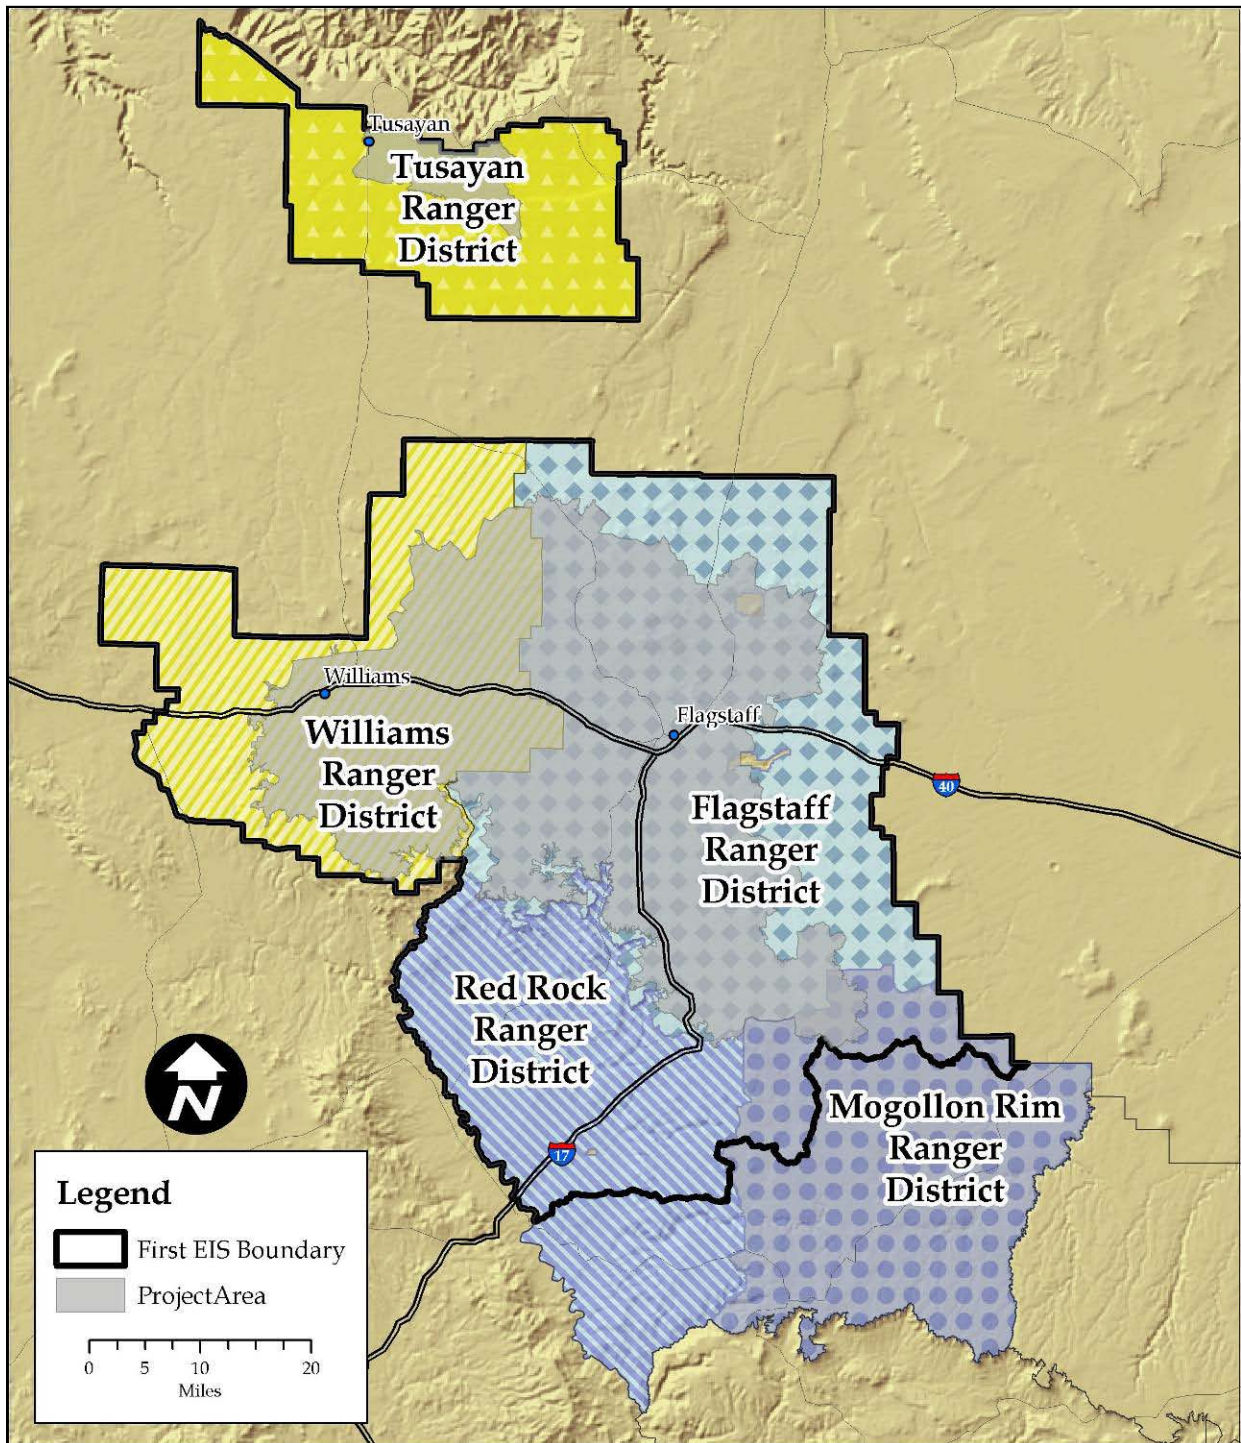 Tusayan
Tusayan
Ranger
District
Williams
Flagstaff
Williams
Ranger
District
40
Flagstaff
Ranger
District
Red Rock
Ranger
District
Mogollon Rim
Ranger
District
17
N
Legend
First EIS Boundary
ProjectArea
0 5 10 20
Miles